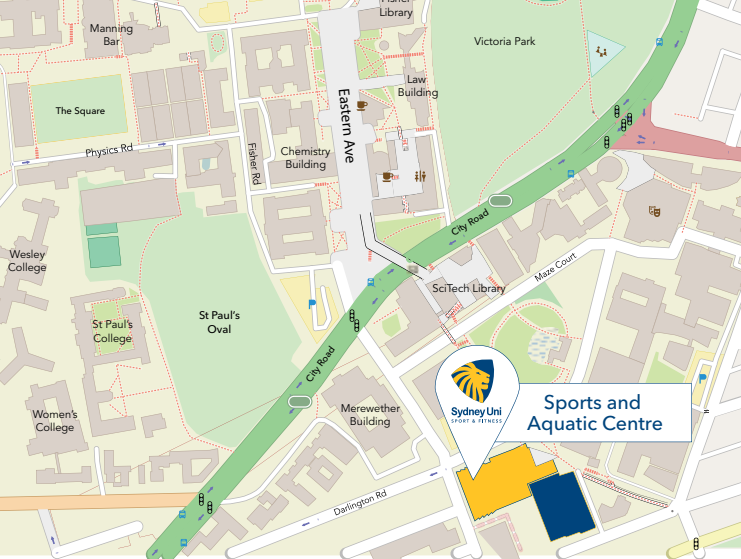 Fisher
Library
Manning
Bar
Victoria Park
Law
Building
The Square
Eastern Ave
Physics Rd
Fisher Rd
Chemistry
Building
City Road
Wesley
College
Maze Court
SciTech Library
St Paul's
Oval
St Paul's
College
City Road
Sydney Uni
SPORT & FITNESS
Sports and
Aquatic Centre
Women's
College
Merewether
Building
Darlington Rd